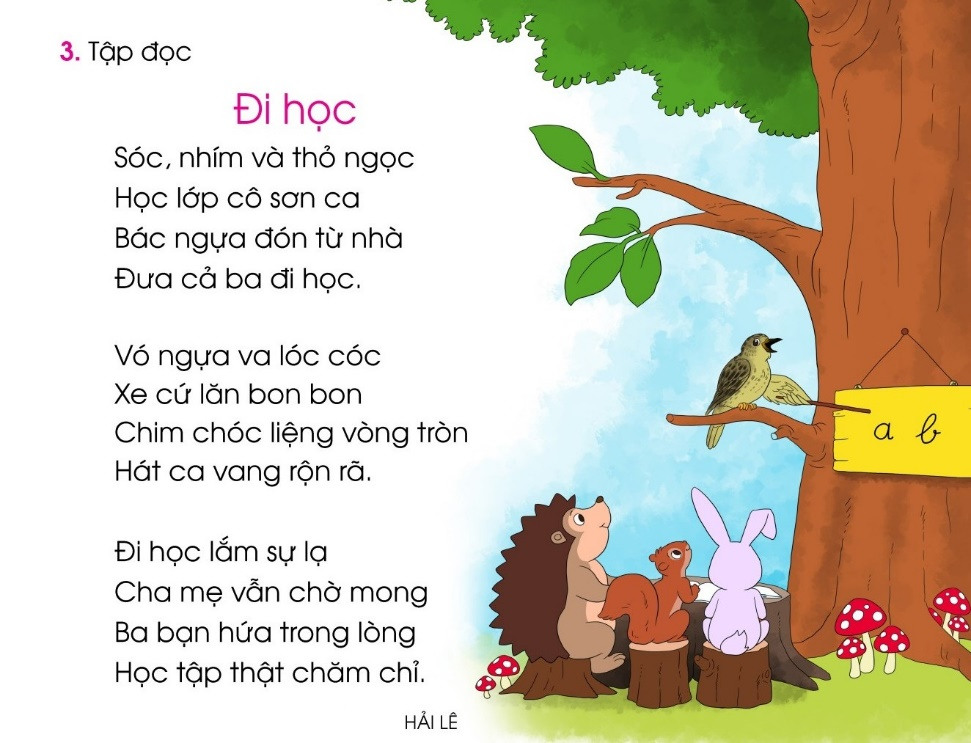 3. Tập đọc
Đi học
Sóc, nhím và thỏ ngọc
Học lớp cô sơn ca
Bác ngựa đón từ nhà
Đưa cả ba đi học.
Vó ngựa va lóc cóc
Xe cứ lăn bon bon
Chim chóc liệng vòng tròn
Hát ca vang rộn rã.
Đi học lắm sự lạ
Cha mẹ vẫn chờ mong
Ba bạn hứa trong lòng
Học tập thật chăm chỉ.
HẢI LÊ
a b